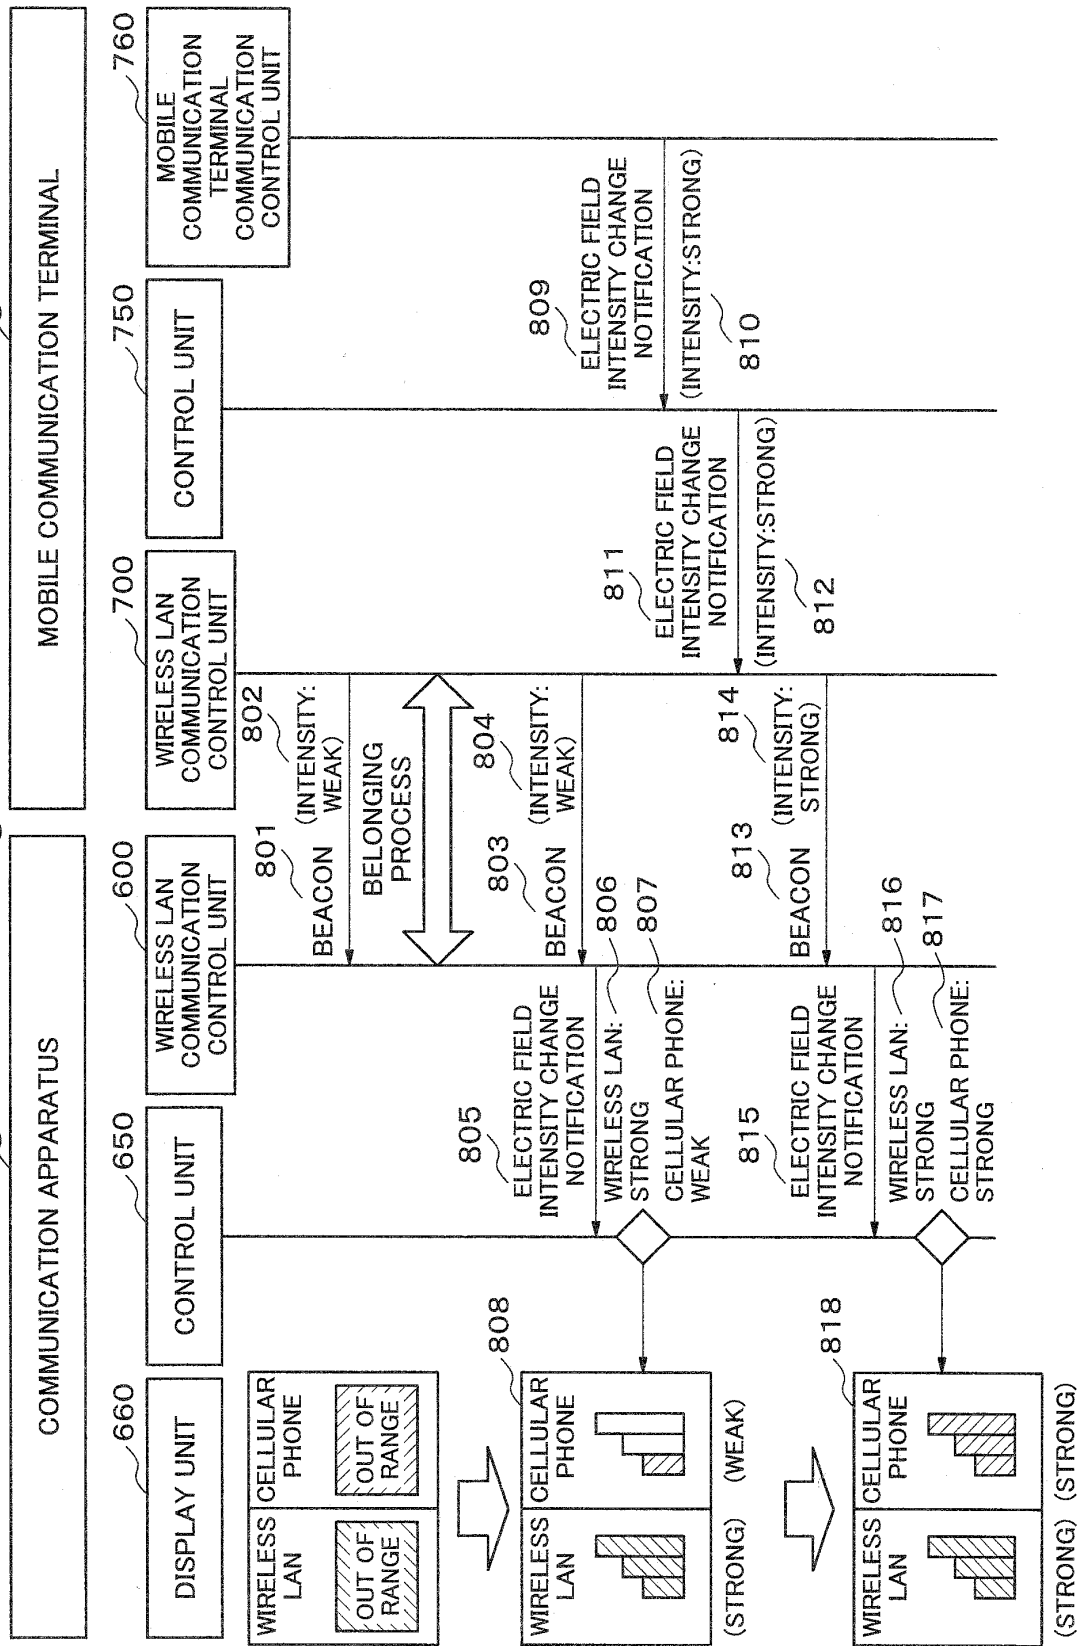 COMMUNICATION APPARATUS
MOBILE COMMUNICATION TERMINAL
660
DISPLAY UNIT
650
CONTROL UNIT
600
WIRELESS LAN
COMMUNICATION
CONTROL UNIT
700
WIRELESS LAN
COMMUNICATION
CONTROL UNIT
750
CONTROL UNIT
760
MOBILE
COMMUNICATION
TERMINAL
COMMUNICATION
CONTROL UNIT
WIRELESS
LAN
OUT OF
RANGE
CELLULAR
PHONE
OUT OF
RANGE
801
BEACON
802
(INTENSITY:
WEAK)
BELONGING
PROCESS
803
BEACON
804
(INTENSITY:
WEAK)
805
ELECTRIC FIELD
INTENSITY CHANGE
NOTIFICATION
WIRELESS LAN:
STRONG
806
CELLULAR PHONE:
WEAK
807
808
WIRELESS
LAN
CELLULAR
PHONE
(STRONG)
(WEAK)
809
ELECTRIC FIELD
INTENSITY CHANGE
NOTIFICATION
(INTENSITY:STRONG)
810
811
ELECTRIC FIELD
INTENSITY CHANGE
NOTIFICATION
(INTENSITY:STRONG)
812
813
BEACON
814
(INTENSITY:
STRONG)
815
ELECTRIC FIELD
INTENSITY CHANGE
NOTIFICATION
WIRELESS LAN:
STRONG
816
CELLULAR PHONE:
STRONG
817
818
WIRELESS
LAN
CELLULAR
PHONE
(STRONG)
(STRONG)